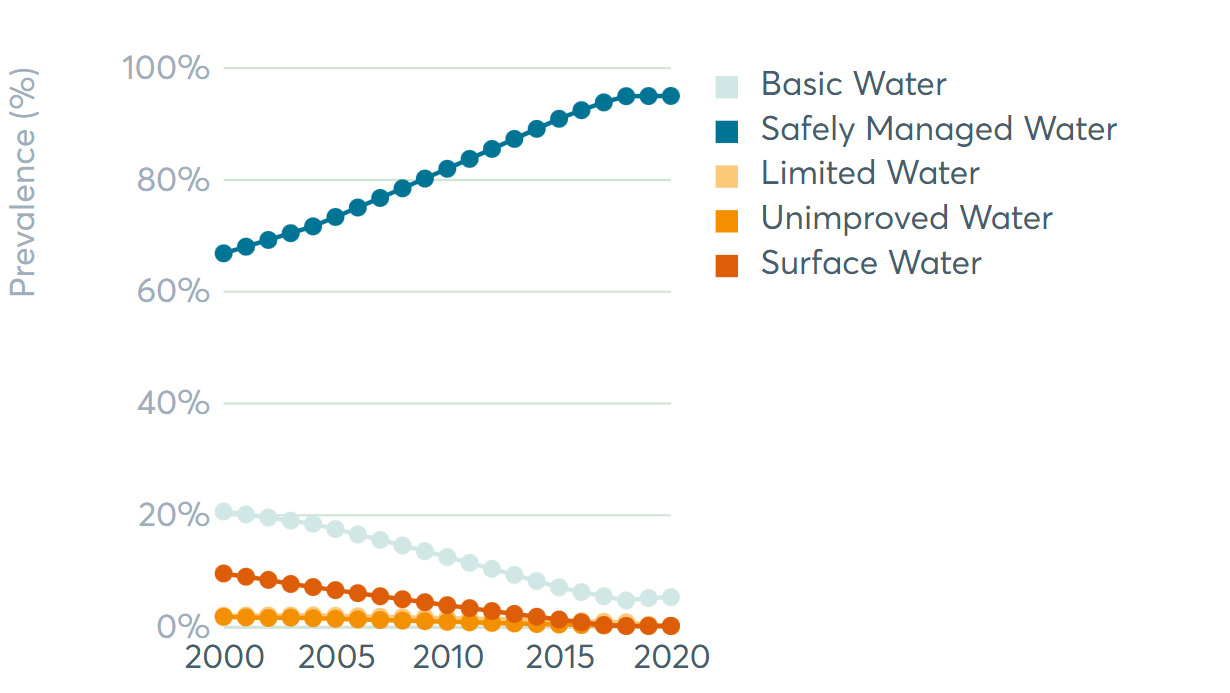 Prevalence (%)
100%
80%
60%
40%
20%
0%
2000 2005 2010 2015 2020
Basic Water
Safely Managed Water
Limited Water
Unimproved Water
Surface Water